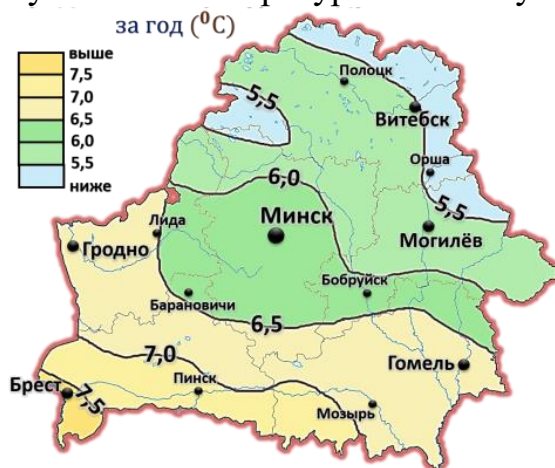 за год (⁰С)
выше
7,5
7,0
6,5
6,0
5,5
ниже
Полоцк
5,5
Витебск
Орша
6,0
5,5
Минск
Лида
Могилёв
Гродно
Бобруйск
Барановичи
6,5
7,0
Гомель
Брест
7,5
Пинск
Мозырь